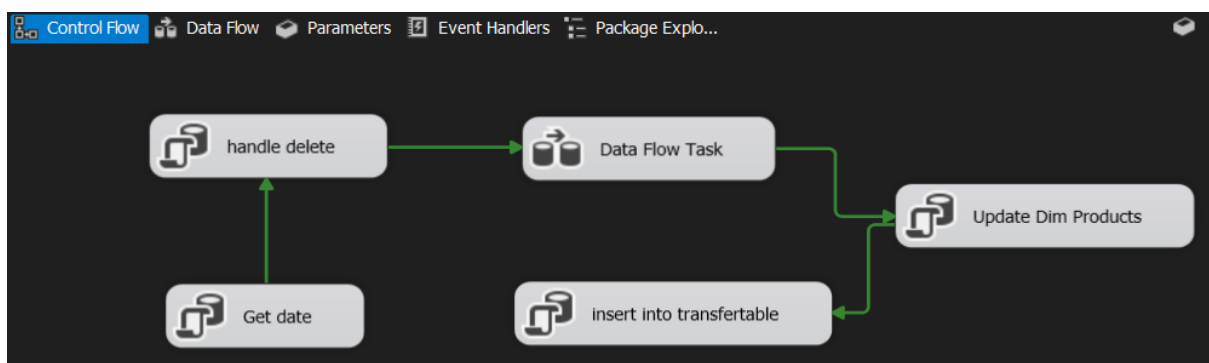 Control Flow Data Flow Parameters Event Handlers Package Explo...
handle delete
Data Flow Task
Update Dim Products
Get date
insert into transfertable